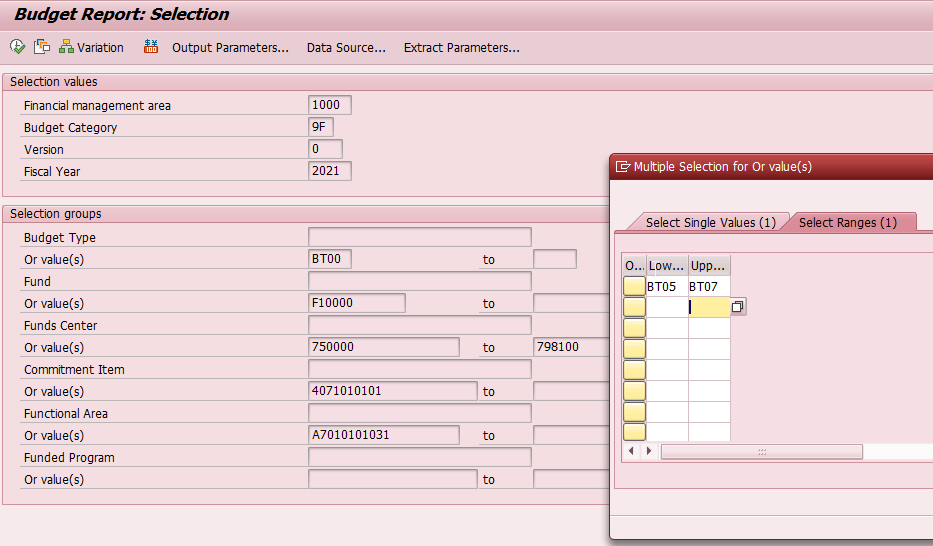 Budget Report: Selection
Variation Output Parameters... Data Source... Extract Parameters...
Selection values
Financial management area 1000
Budget Category 9F
Version 0
Fiscal Year 2021
Selection groups
Budget Type
Or value(s) BT00 to
Fund
Or value(s) F10000 to
Funds Center
Or value(s) 750000 to 798100
Commitment Item
Or value(s) 4071010101 to
Functional Area
Or value(s) A7010101031 to
Funded Program
Or value(s) to
Multiple Selection for Or value(s)
Select Single Values (1) Select Ranges (1)
O... Low... Upp...
BT05 BT07